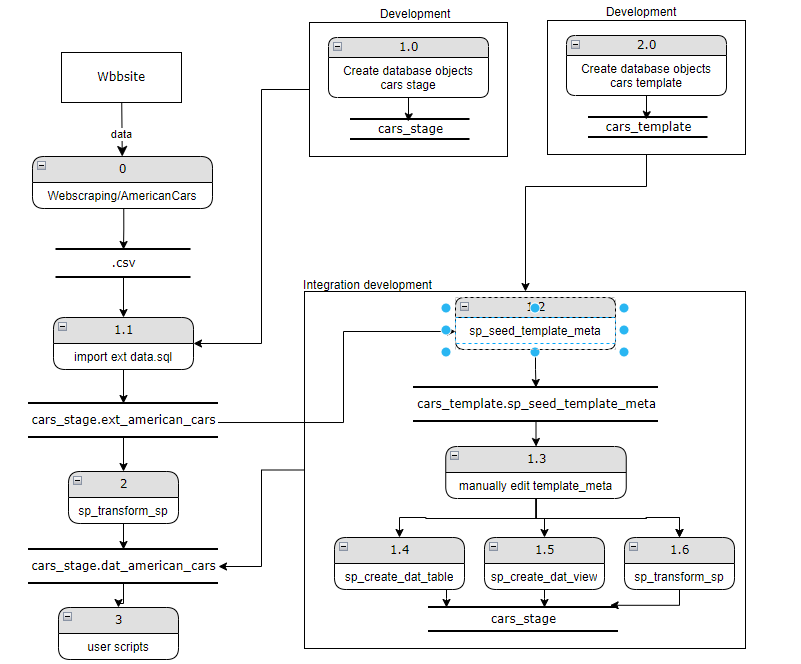 Development
Development
1.0
Create database objects
cars stage
cars_stage
2.0
Create database objects
cars template
cars_template
Wbbsite
data
0
Webscraping/AmericanCars
.csv
1.1
import ext data.sql
cars_stage.ext_american_cars
2
sp_transform_sp
cars_stage.dat_american_cars
3
user scripts
Integration development
1.2
sp_seed_template_meta
cars_template.sp_seed_template_meta
1.3
manually edit template_meta
1.4
sp_create_dat_table
1.5
sp_create_dat_view
1.6
sp_transform_sp
cars_stage